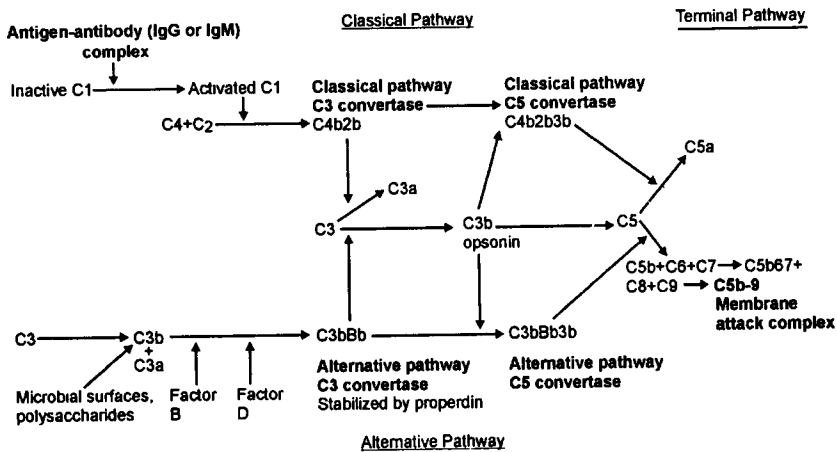 Classical Pathway
Terminal Pathway
Antigen-antibody (IgG or IgM)
complex
Inactive C1
Activated C1
Classical pathway
C3 convertase
C4b2b
Classical pathway
C5 convertase
C4b2b3b
C4+C2
C5a
C3a
C3
C3b
opsonin
C5
C5b+C6+C7
C5b67+
C8+C9
C5b-9
Membrane
attack complex
C3
C3b
+
C3a
C3bBb
C3bBb3b
Alternative pathway
C3 convertase
Stabilized by properdin
Alternative pathway
C5 convertase
Microbial surfaces,
polysaccharides
Factor
B
Factor
D
Alternative Pathway